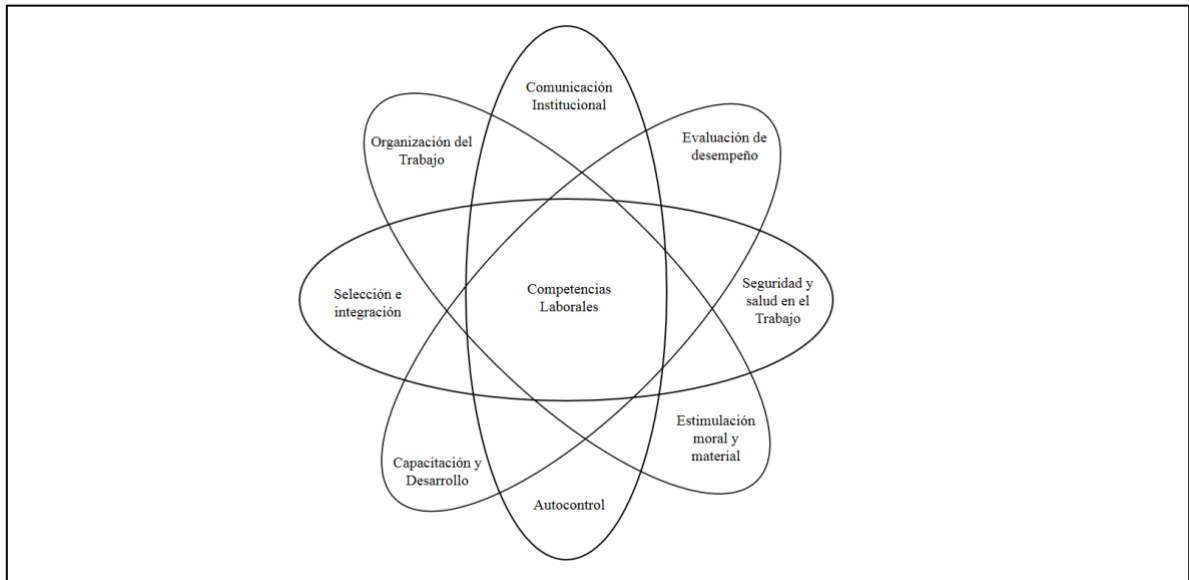 Comunicación
Institucional
Organización del
Trabajo
Evaluación de
desempeño
Selección e
integración
Competencias
Laborales
Seguridad y
salud en el
Trabajo
Capacitación y
Desarrollo
Estimulación
moral y
material
Autocontrol